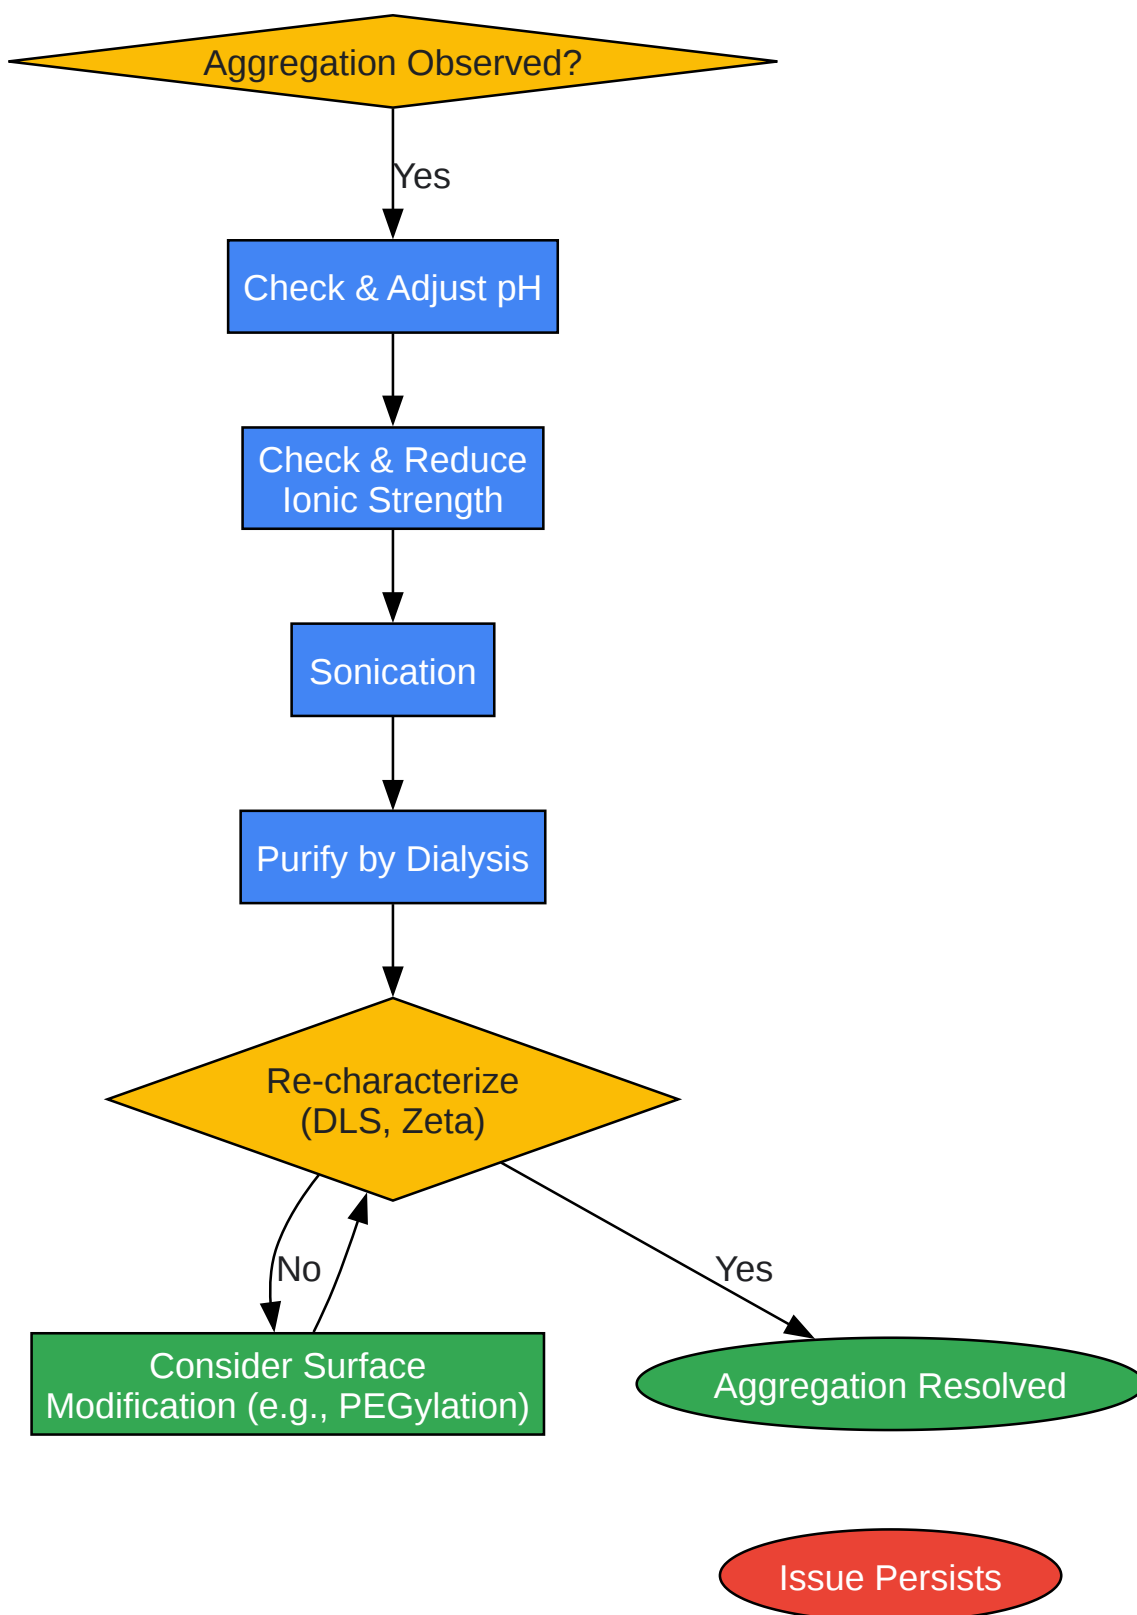 Aggregation Observed?
Yes
Check & Adjust pH
Check & Reduce
Ionic Strength
Sonication
Purify by Dialysis
Re-characterize
(DLS, Zeta)
No
Yes
Consider Surface
Modification (e.g., PEGylation)
Aggregation Resolved
Issue Persists